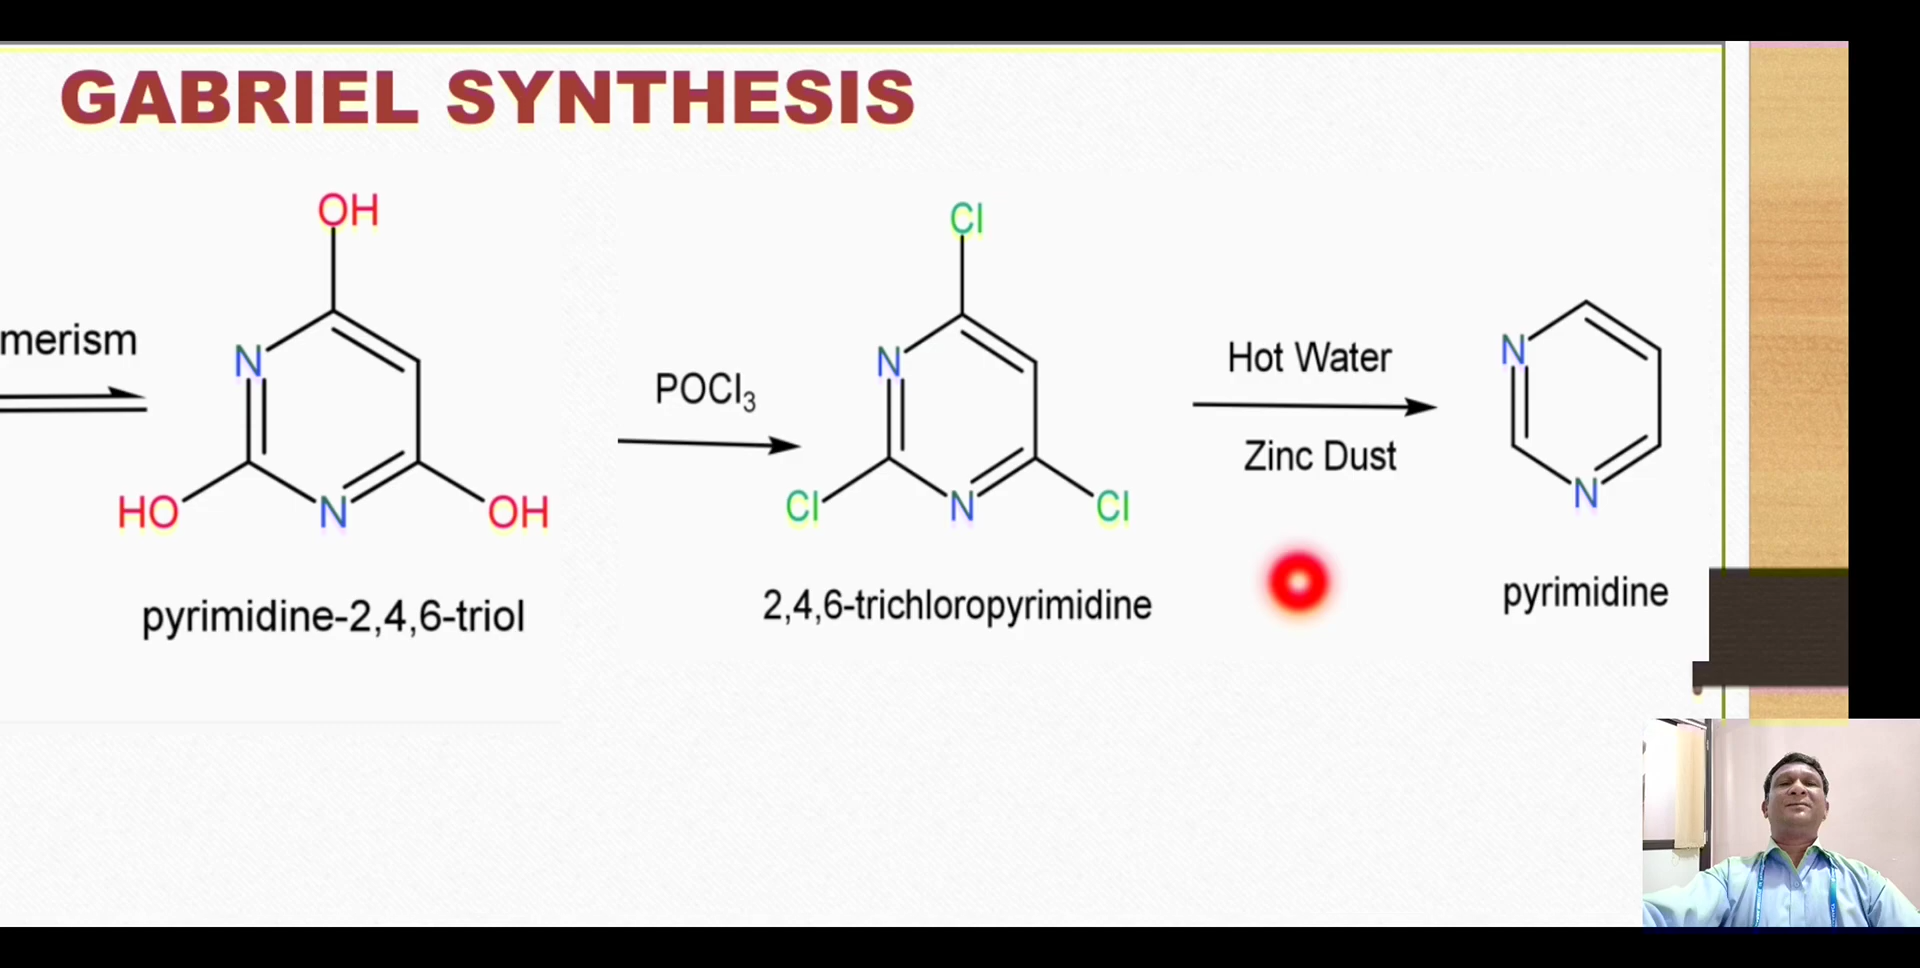 GABRIEL SYNTHESIS
OH
N
HO
N
OH
merism
pyrimidine-2,4,6-triol
POCl3
Cl
N
Cl
N
Cl
2,4,6-trichloropyrimidine
Hot Water
Zinc Dust
N
N
pyrimidine